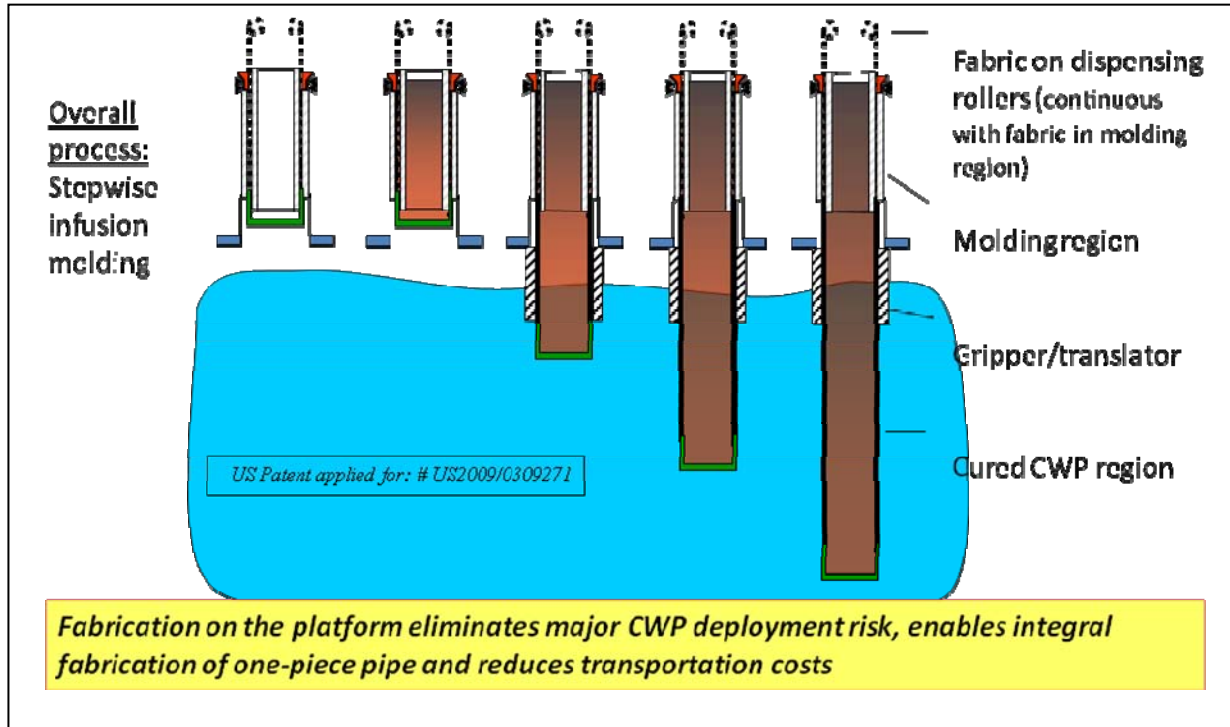 Overall
process:
Stepwise
infusion
molding
Fabric on dispensing
rollers (continuous
with fabric in molding
region)
Molding region
Gripper/translator
Cured CWP region
US Patent applied for: # US2009/0309271
Fabrication on the platform eliminates major CWP deployment risk, enables integral
fabrication of one-piece pipe and reduces transportation costs